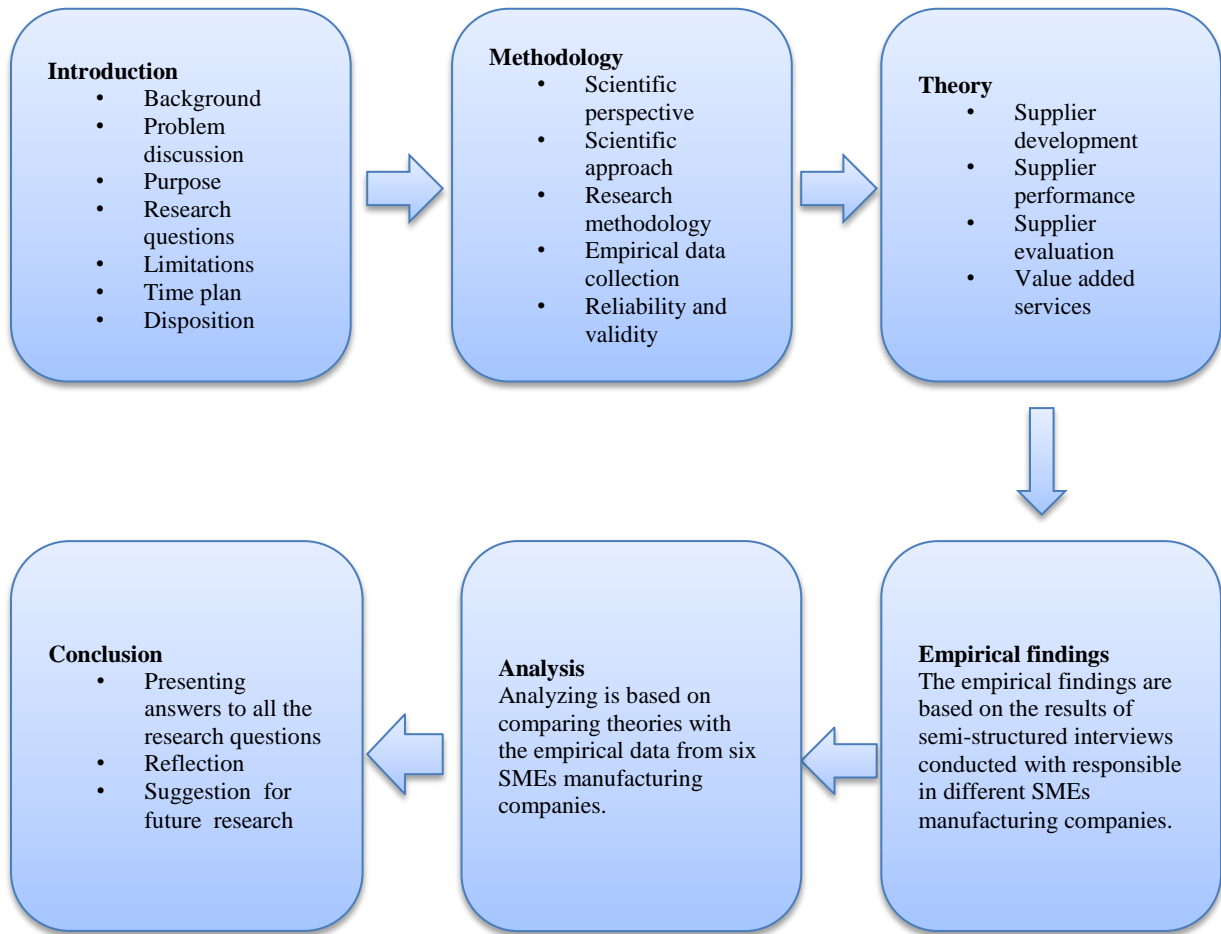 Introduction
• Background
• Problem
discussion
• Purpose
• Research
questions
• Limitations
• Time plan
• Disposition
Methodology
• Scientific
perspective
• Scientific
approach
• Research
methodology
• Empirical data
collection
• Reliability and
validity
Theory
• Supplier
development
• Supplier
performance
• Supplier
evaluation
• Value added
services
Empirical findings
The empirical findings are
based on the results of
semi-structured interviews
conducted with responsible
in different SMEs
manufacturing companies.
Analysis
Analyzing is based on
comparing theories with
the empirical data from six
SMEs manufacturing
companies.
Conclusion
• Presenting
answers to all the
research questions
• Reflection
• Suggestion for
future research